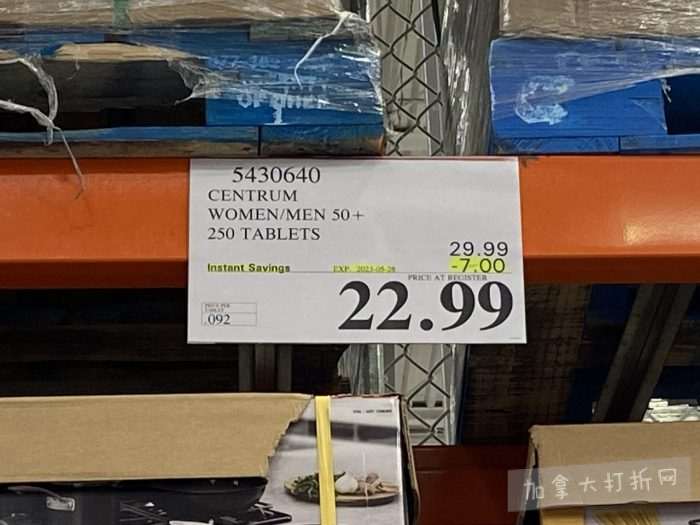 5430640
CENTRUM
WOMEN/MEN 50+
250 TABLETS
29.99
Instant Savings EXP. 2023-05-28 -7.00
PRICE AT REGISTER
22.99
PRICE PER
TABLET
.092
加拿大打折网